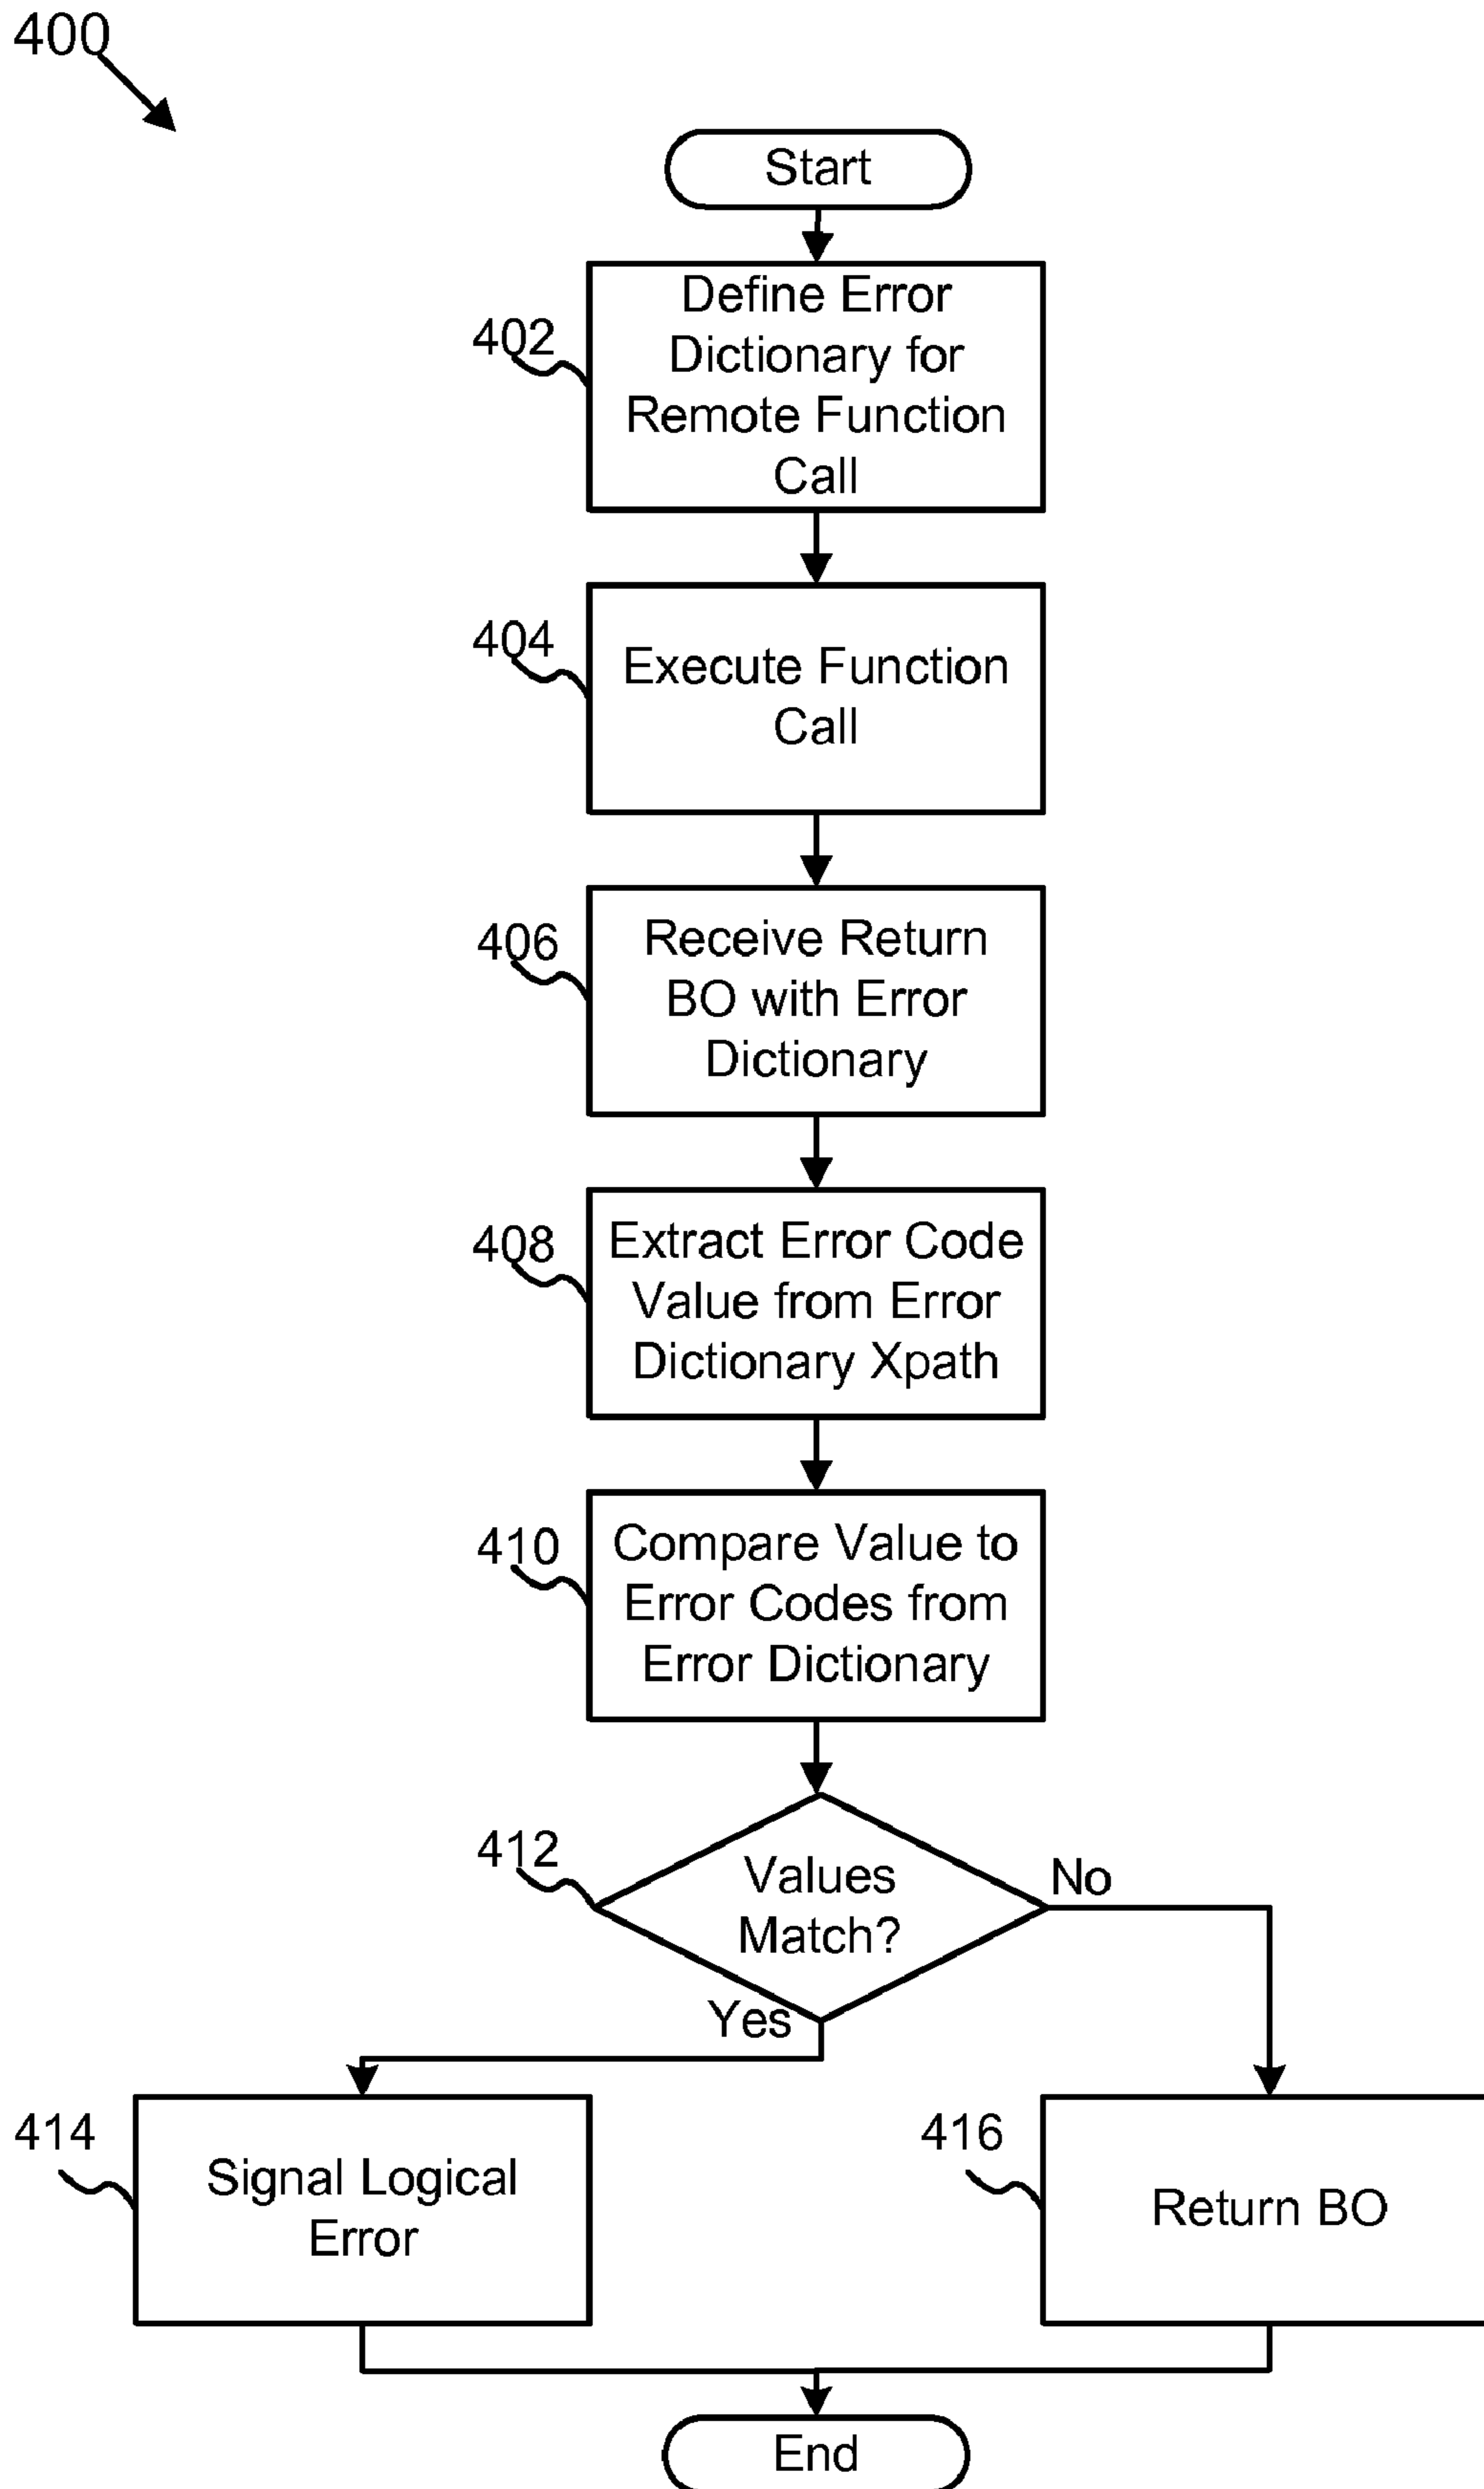 400
Start
402
Define Error
Dictionary for
Remote Function
Call
404
Execute Function
Call
406
Receive Return
BO with Error
Dictionary
408
Extract Error Code
Value from Error
Dictionary Xpath
410
Compare Value to
Error Codes from
Error Dictionary
412
Values
Match?
No
Yes
414
Signal Logical
Error
416
Return BO
End